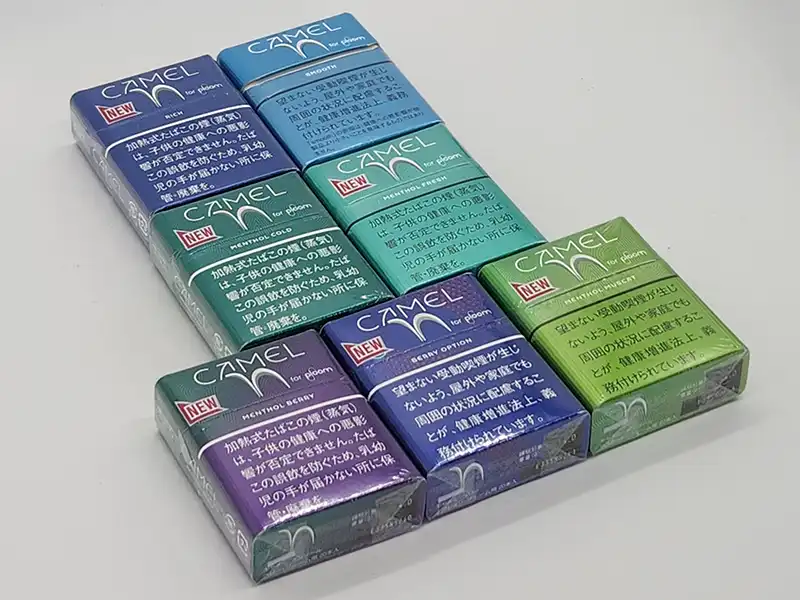 CAMEL
for ploom
SMOOTH
望まない受動喫煙が生じ
ないよう、屋外や家庭でも
周囲の状況に配慮するこ
とが、健康増進法上、義務
付けられています。
CAMEL
for ploom
NEW
RICH
加熱式たばこの煙(蒸気)
は、子供の健康への悪影
響が否定できません。たば
この誤飲を防ぐため、乳幼
児の手が届かない所に保
管・廃棄を。
CAMEL
for ploom
NEW
MENTHOL FRESH
加熱式たばこの煙(蒸気)
は、子供の健康への悪影
響が否定できません。たば
この誤飲を防ぐため、乳幼
児の手が届かない所に保
管・廃棄を。
CAMEL
for ploom
NEW
MENTHOL COLD
加熱式たばこの煙(蒸気)
は、子供の健康への悪影
響が否定できません。たば
この誤飲を防ぐため、乳幼
児の手が届かない所に保
管・廃棄を。
CAMEL
for ploom
NEW
MENTHOL MUSCAT
望まない受動喫煙が生じ
ないよう、屋外や家庭でも
周囲の状況に配慮するこ
とが、健康増進法上、義
務付けられています。
CAMEL
for ploom
NEW
BERRY OPTION
望まない受動喫煙が生じ
ないよう、屋外や家庭でも
周囲の状況に配慮するこ
とが、健康増進法上、義
務付けられています。
CAMEL
for ploom
NEW
MENTHOL BERRY
加熱式たばこの煙(蒸気)
は、子供の健康への悪影
響が否定できません。たば
この誤飲を防ぐため、乳幼
児の手が届かない所に保
管・廃棄を。
CAMEL